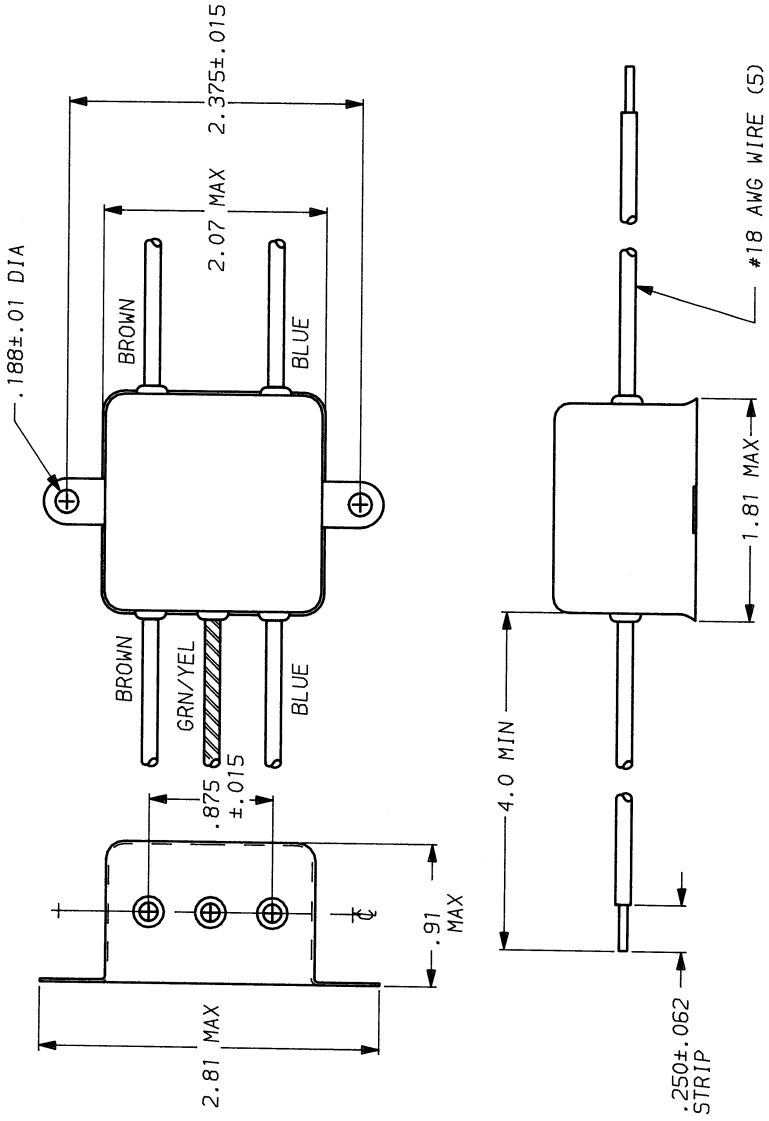 .188±.01 DIA
2.375±.015
2.07 MAX
BROWN
BLUE
BROWN
GRN/YEL
BLUE
.875
±.015
2.81 MAX
.91
MAX
℄
4.0 MIN
1.81 MAX
#18 AWG WIRE (5)
.250±.062
STRIP